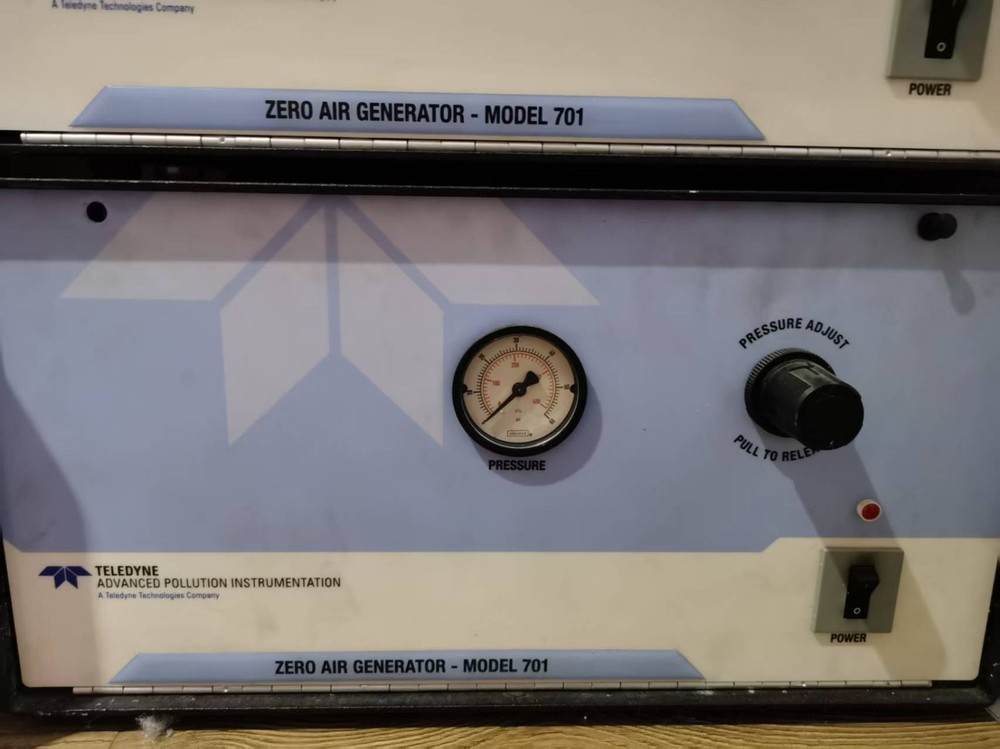 A Teledyne Technologies Company
POWER
ZERO AIR GENERATOR - MODEL 701
PRESSURE ADJUST
PULL TO
PRESSURE
TELEDYNE
ADVANCED POLLUTION INSTRUMENTATION
A Teledyne Technologies Company
POWER
ZERO AIR GENERATOR - MODEL 701